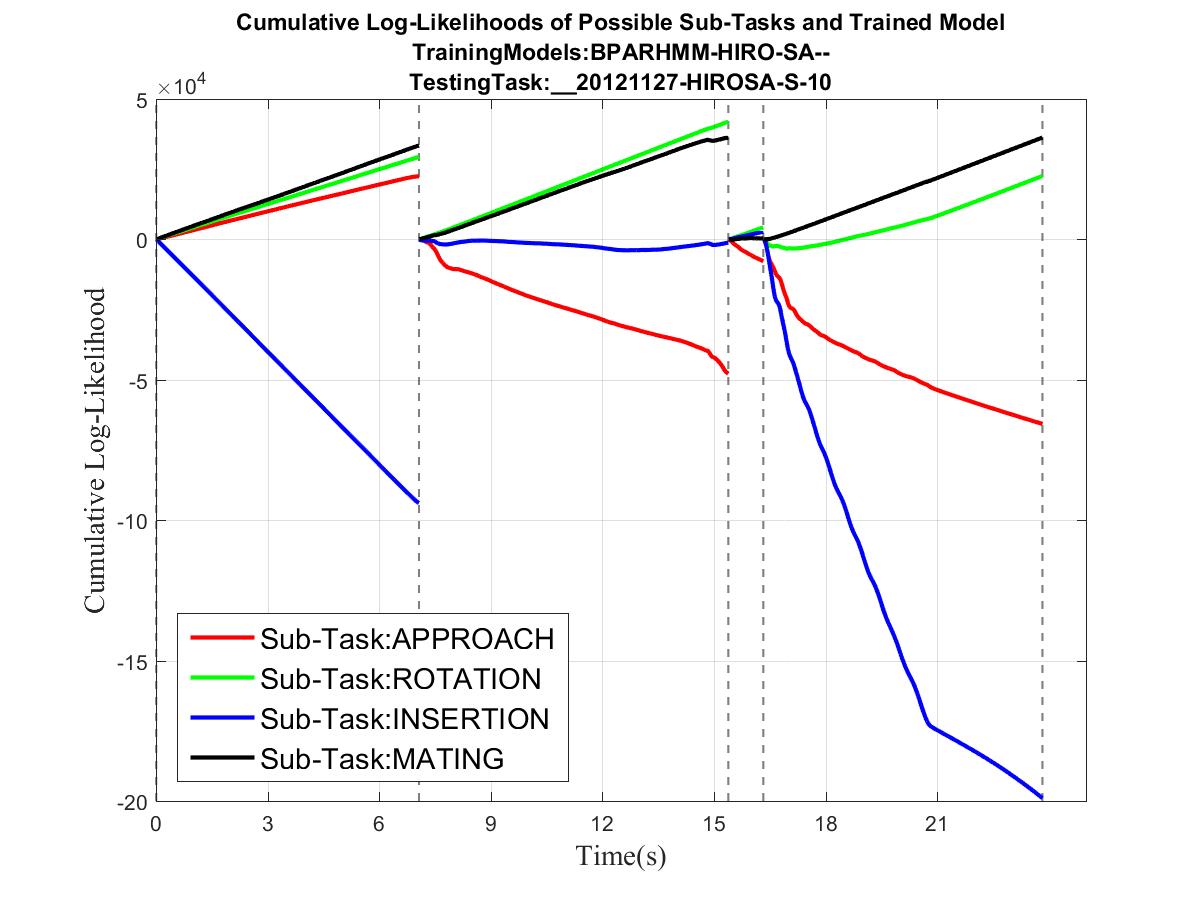 Cumulative Log-Likelihoods of Possible Sub-Tasks and Trained Model
TrainingModels:BPARHMM-HIRO-SA--
TestingTask:__20121127-HIROSA-S-10
×10⁴
5
0
-5
-10
-15
-20
Cumulative Log-Likelihood
Sub-Task:APPROACH
Sub-Task:ROTATION
Sub-Task:INSERTION
Sub-Task:MATING
0 3 6 9 12 15 18 21
Time(s)